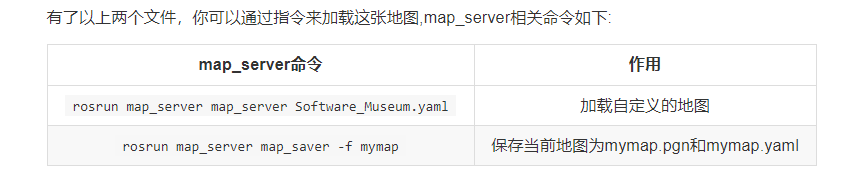 有了以上两个文件，你可以通过指令来加载这张地图,map_server相关命令如下:
map_server命令 作用
rosrun map_server map_server Software_Museum.yaml 加载自定义的地图
rosrun map_server map_saver -f mymap 保存当前地图为mymap.pgn和mymap.yaml